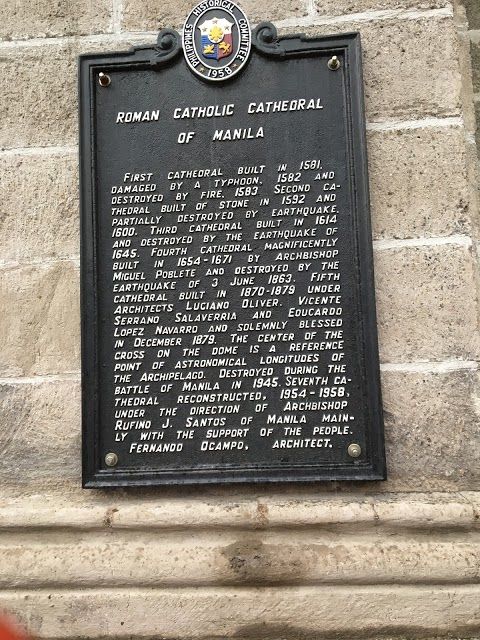 PHILIPPINES HISTORICAL COMMITTEE
1958
ROMAN CATHOLIC CATHEDRAL
OF MANILA
FIRST CATHEDRAL BUILT IN 1581,
DAMAGED BY A TYPHOON, 1582 AND
DESTROYED BY FIRE, 1583 SECOND CA-
THEDRAL BUILT OF STONE IN 1592 AND
PARTIALLY DESTROYED BY EARTHQUAKE,
1600. THIRD CATHEDRAL BUILT IN 1614
AND DESTROYED BY THE EARTHQUAKE OF
1645. FOURTH CATHEDRAL MAGNIFICENTLY
BUILT IN 1654-1671 BY ARCHBISHOP
MIGUEL POBLETE AND DESTROYED BY THE
EARTHQUAKE OF 3 JUNE 1863. FIFTH
CATHEDRAL BUILT IN 1870-1879 UNDER
ARCHITECTS LUCIANO OLIVER, VICENTE
SERRANO SALAVERRIA AND EDUCARDO
LOPEZ NAVARRO AND SOLEMNLY BLESSED
IN DECEMBER 1879. THE CENTER OF THE
CROSS ON THE DOME IS A REFERENCE
POINT OF ASTRONOMICAL LONGITUDES OF
THE ARCHIPELAGO. DESTROYED DURING THE
BATTLE OF MANILA IN 1945. SEVENTH CA-
THEDRAL RECONSTRUCTED, 1954-1958,
UNDER THE DIRECTION OF ARCHBISHOP
RUFINO J. SANTOS OF MANILA MAIN-
LY WITH THE SUPPORT OF THE PEOPLE.
FERNANDO OCAMPO, ARCHITECT.